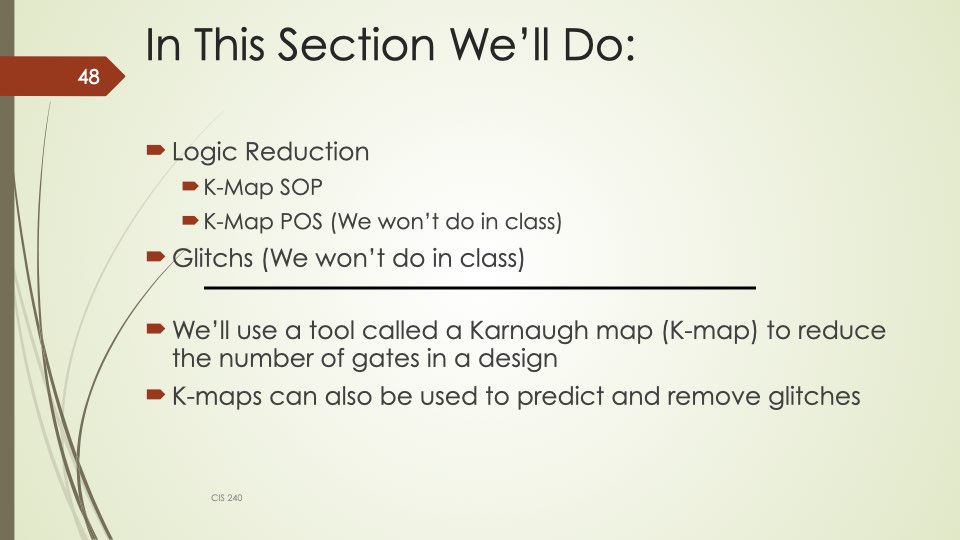 In This Section We’ll Do:
48
Logic Reduction
K-Map SOP
K-Map POS (We won’t do in class)
Glitchs (We won’t do in class)
We’ll use a tool called a Karnaugh map (K-map) to reduce
the number of gates in a design
K-maps can also be used to predict and remove glitches
CIS 240